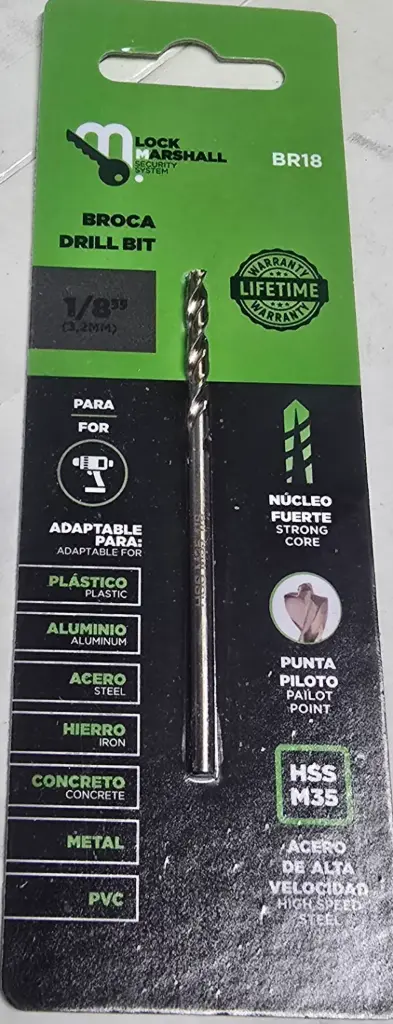 m LOCK
MARSHALL
SECURITY
SYSTEM
BR18
BROCA
DRILL BIT
WARRANTY
LIFETIME
WARRANTY
1/8"
(3,2MM)
PARA
FOR
ADAPTABLE
PARA:
ADAPTABLE FOR
PLÁSTICO
PLASTIC
ALUMINIO
ALUMINUM
ACERO
STEEL
HIERRO
IRON
CONCRETO
CONCRETE
METAL
PVC
NÚCLEO
FUERTE
STRONG
CORE
PUNTA
PILOTO
PAILOT
POINT
HSS
M35
ACERO
DE ALTA
VELOCIDAD
HIGH SPEED
STEEL